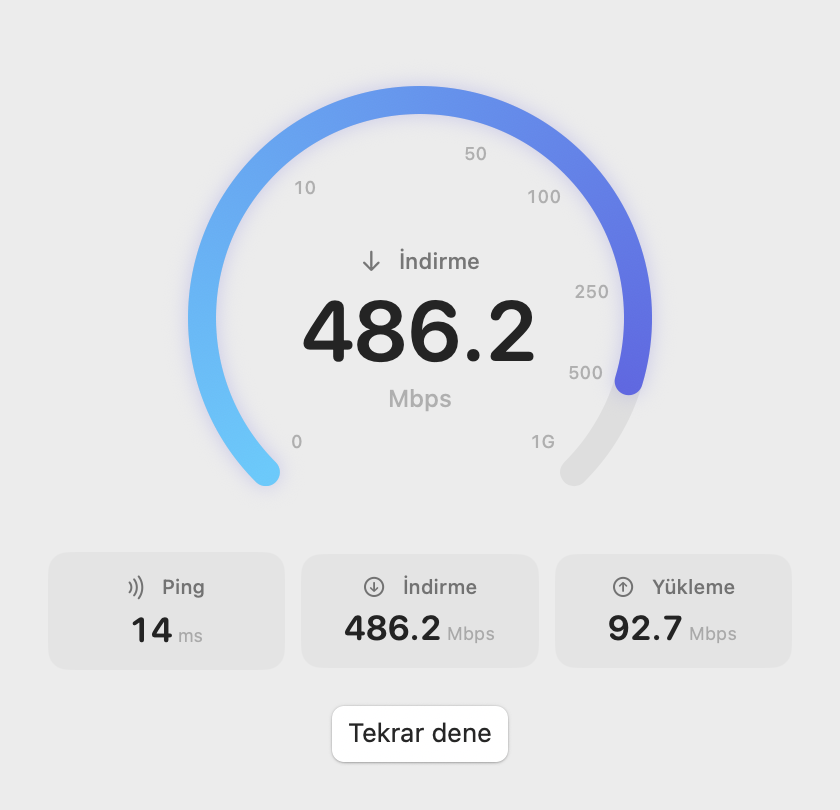 50
10
100
İndirme
250
486.2
500
Mbps
0
1G
Ping
14 ms
İndirme
486.2 Mbps
Yükleme
92.7 Mbps
Tekrar dene